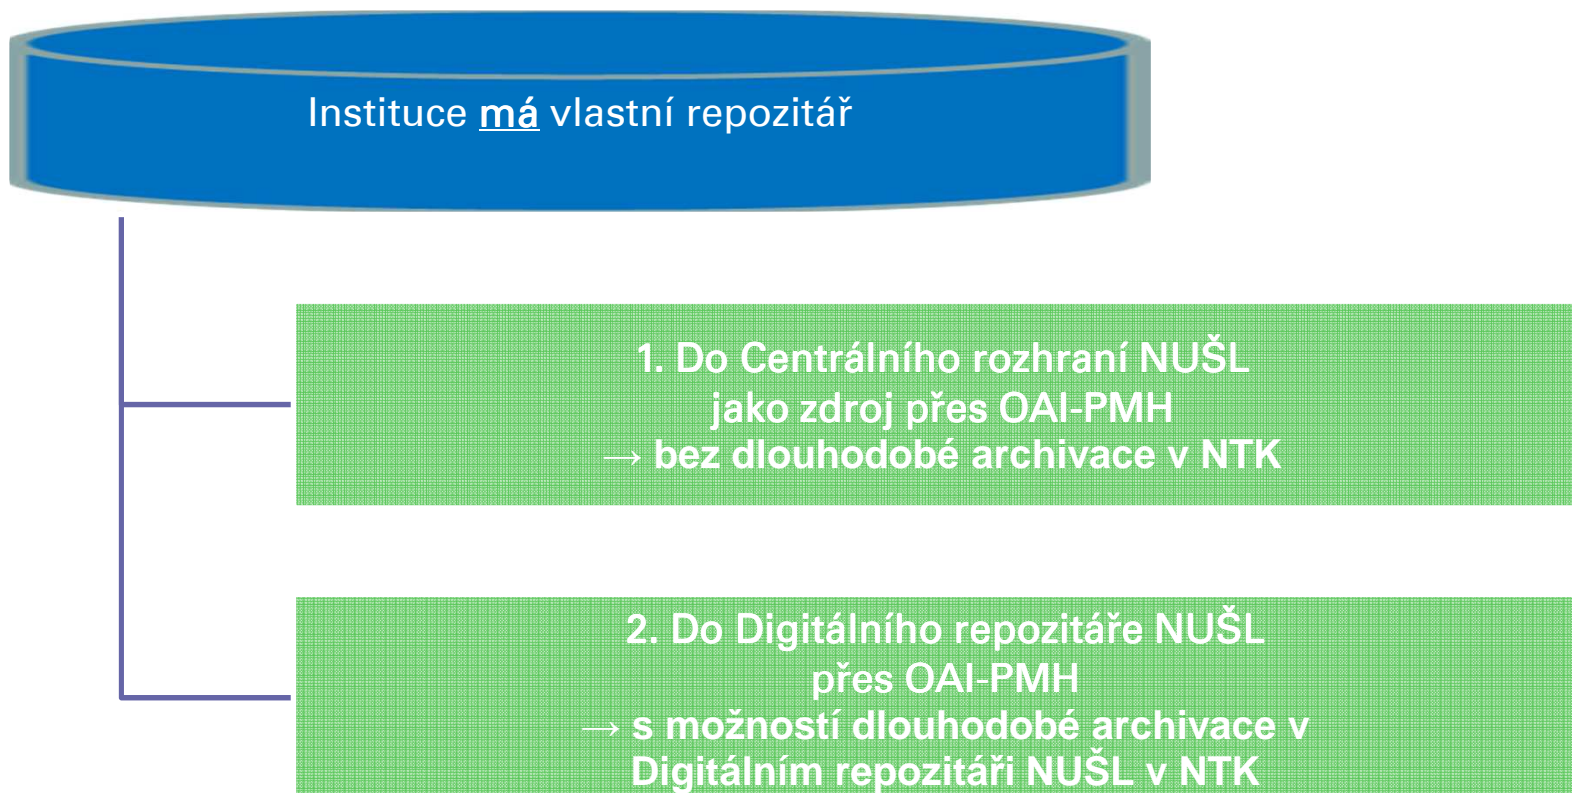 Instituce má vlastní repozitář
1. Do Centrálního rozhraní NUŠL
jako zdroj přes OAI-PMH
→ bez dlouhodobé archivace v NTK
2. Do Digitálního repozitáře NUŠL
přes OAI-PMH
→ s možností dlouhodobé archivace v
Digitálním repozitáři NUŠL v NTK